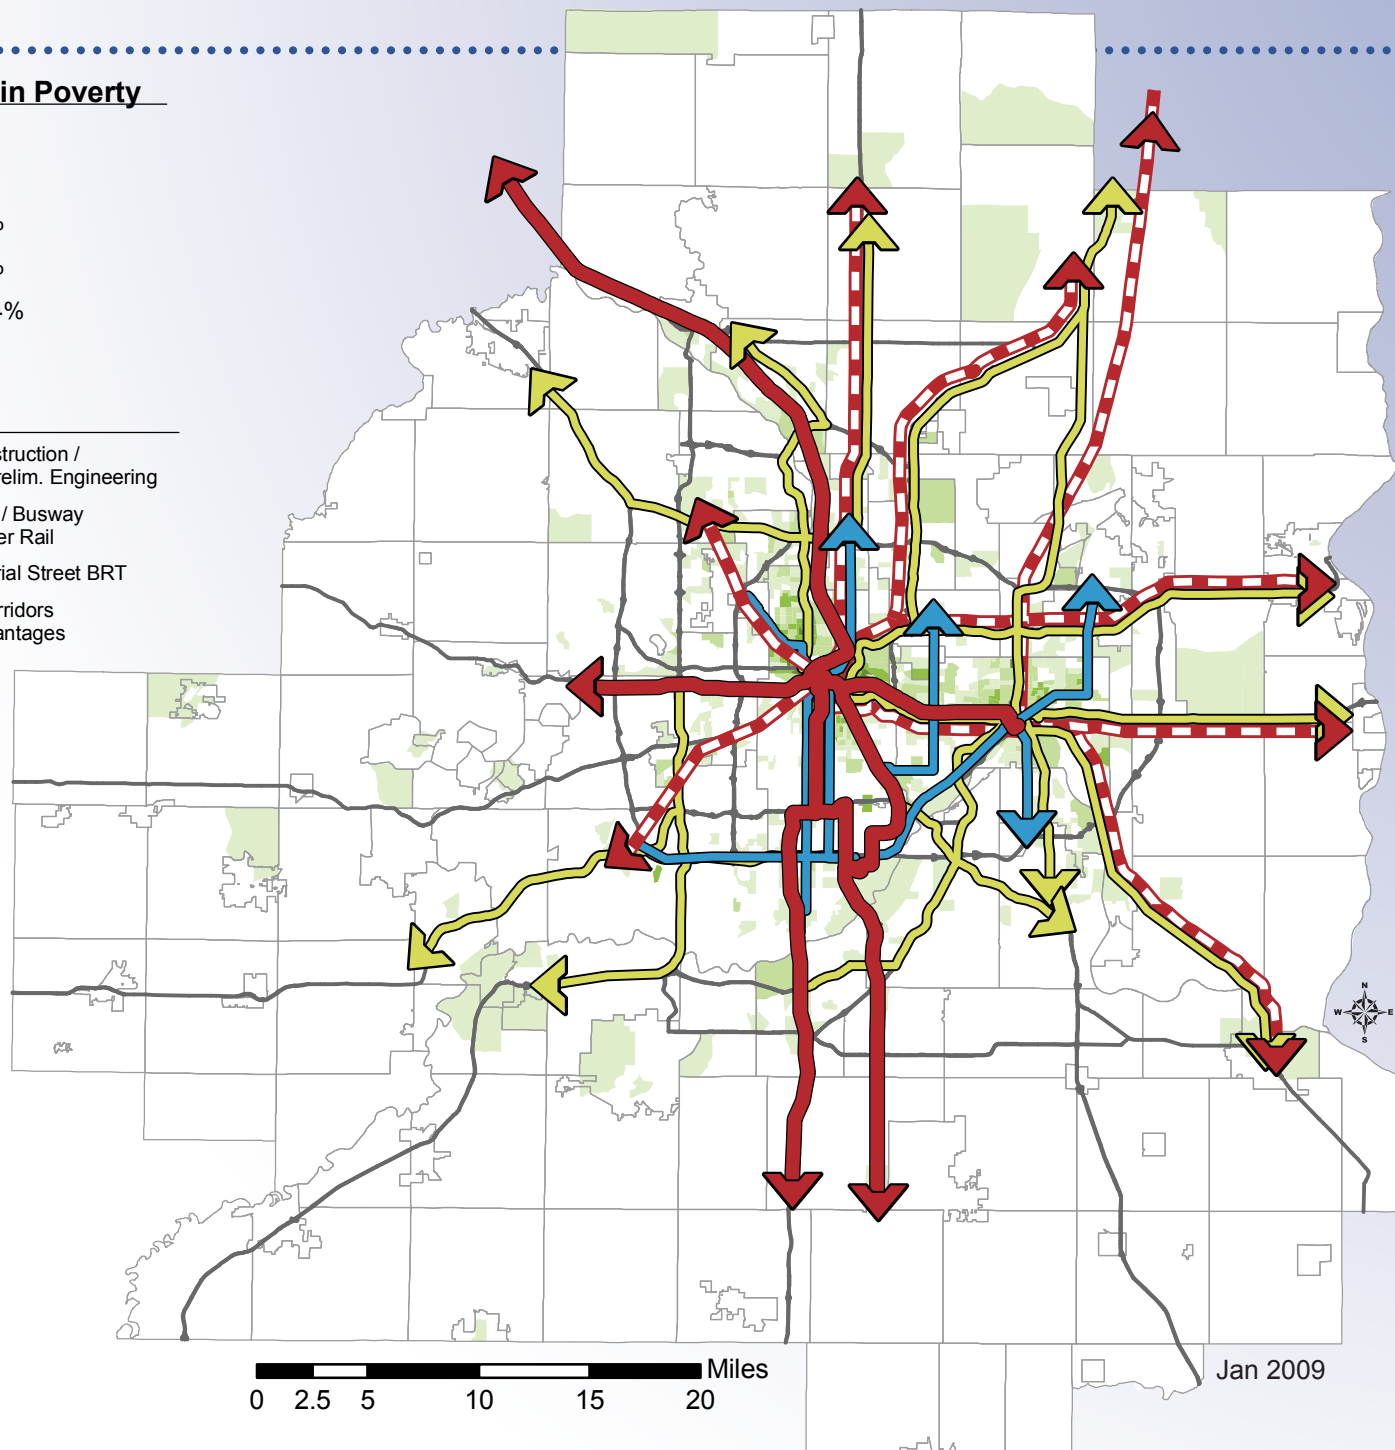 in Poverty
%
%
4%
struction /
relim. Engineering
/ Busway
er Rail
rial Street BRT
rridors
antages
N
W E
S
Miles
0 2.5 5 10 15 20
Jan 2009